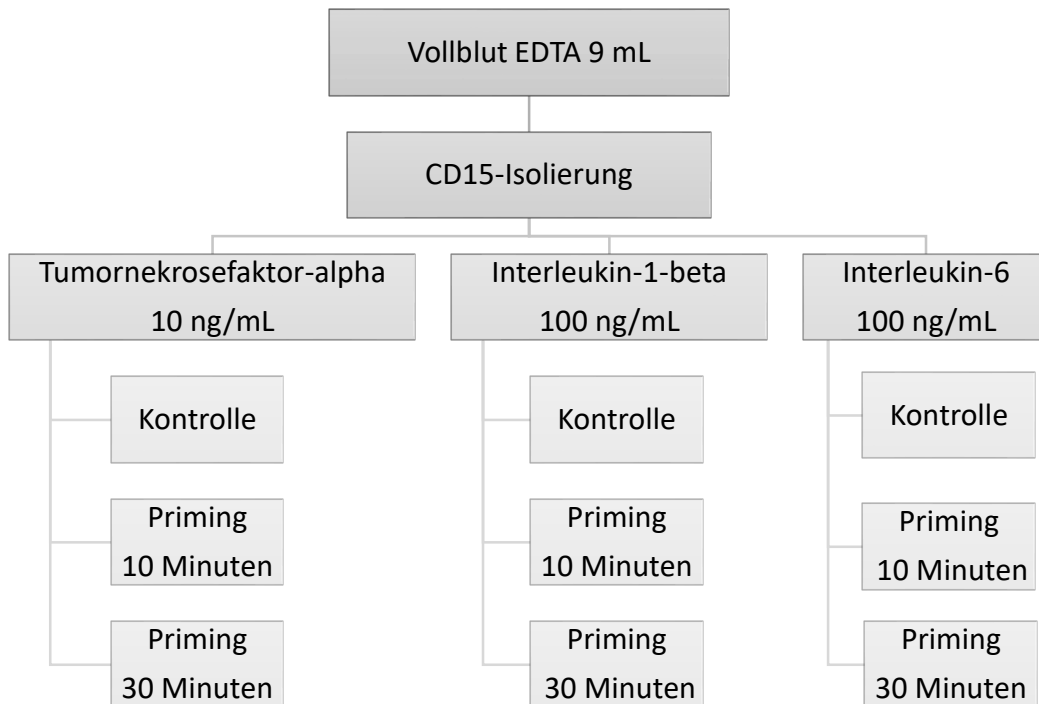 Vollblut EDTA 9 mL
CD15-Isolierung
Tumornekrosefaktor-alpha
10 ng/mL
Kontrolle
Priming
10 Minuten
Priming
30 Minuten
Interleukin-1-beta
100 ng/mL
Kontrolle
Priming
10 Minuten
Priming
30 Minuten
Interleukin-6
100 ng/mL
Kontrolle
Priming
10 Minuten
Priming
30 Minuten